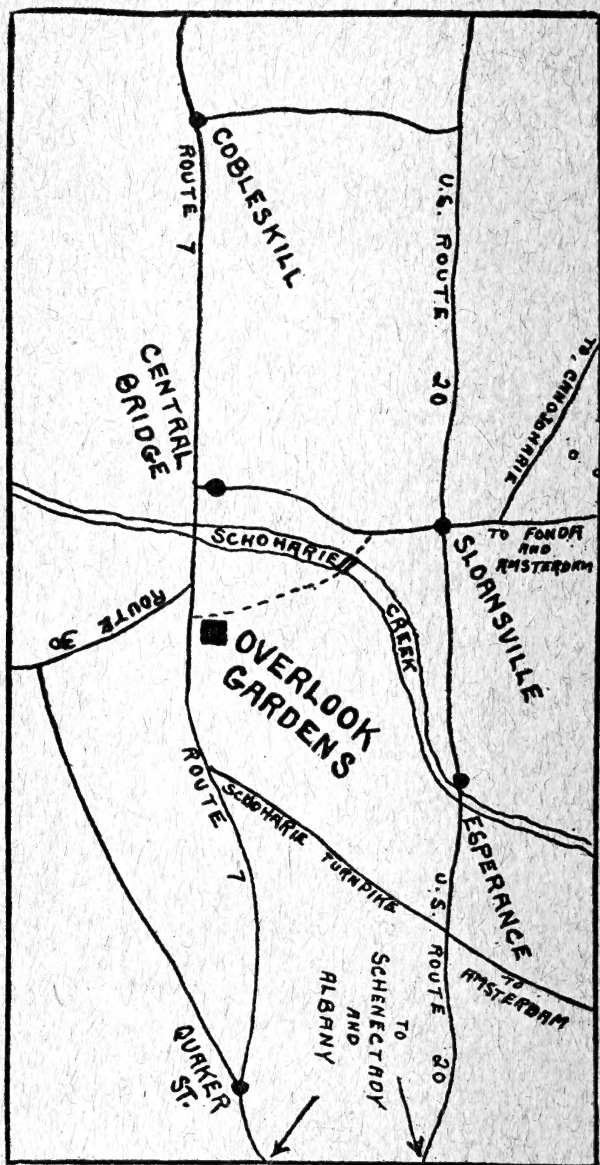 TO CANAJOHARIE
TO FONDA
AND
AMSTERDAM
U.S. ROUTE 20
SLOANSVILLE
ESPERANCE
U.S. ROUTE 20
TO
AMSTERDAM
SCHOHARIE CREEK
SCHOHARIE TURNPIKE
COBLESKILL
ROUTE 7
CENTRAL
BRIDGE
OVERLOOK
GARDENS
ROUTE 7
TO
SCHENECTADY
AND
ALBANY
ROUTE 30
QUAKER
ST.